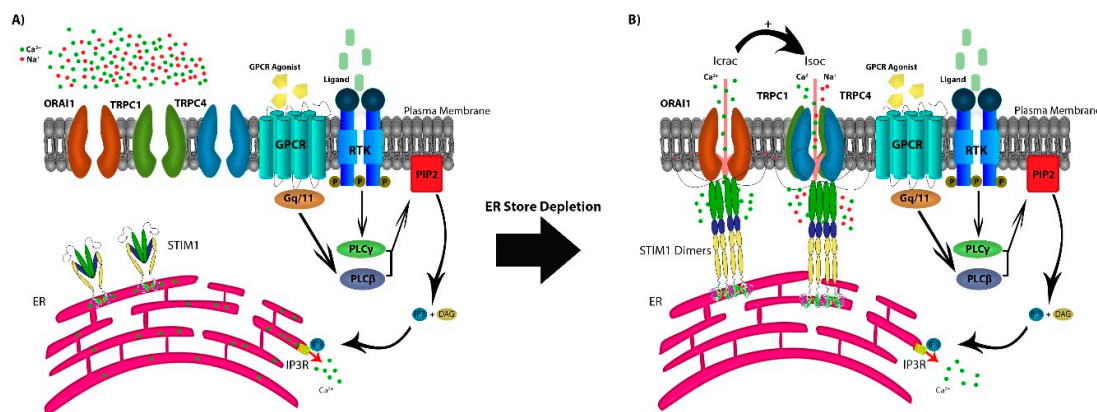 A)
Ca²⁺
Na⁺
GPCR Agonist
Ligand
ORAI1
TRPC1
TRPC4
Plasma Membrane
GPCR
RTK
P
P
P
PIP2
Gq/11
STIM1
PLCγ
PLCβ
ER
IP3 + DAG
IP3
IP3R
Ca²⁺
ER Store Depletion
B)
+
Icrac
Isoc
Ca²⁺
Ca²
Na⁺
GPCR Agonist
Ligand
ORAI1
TRPC1
TRPC4
Plasma Membrane
GPCR
RTK
P
P
P
PIP2
Gq/11
STIM1 Dimers
PLCγ
PLCβ
ER
IP3 + DAG
IP3
IP3R
Ca²⁺